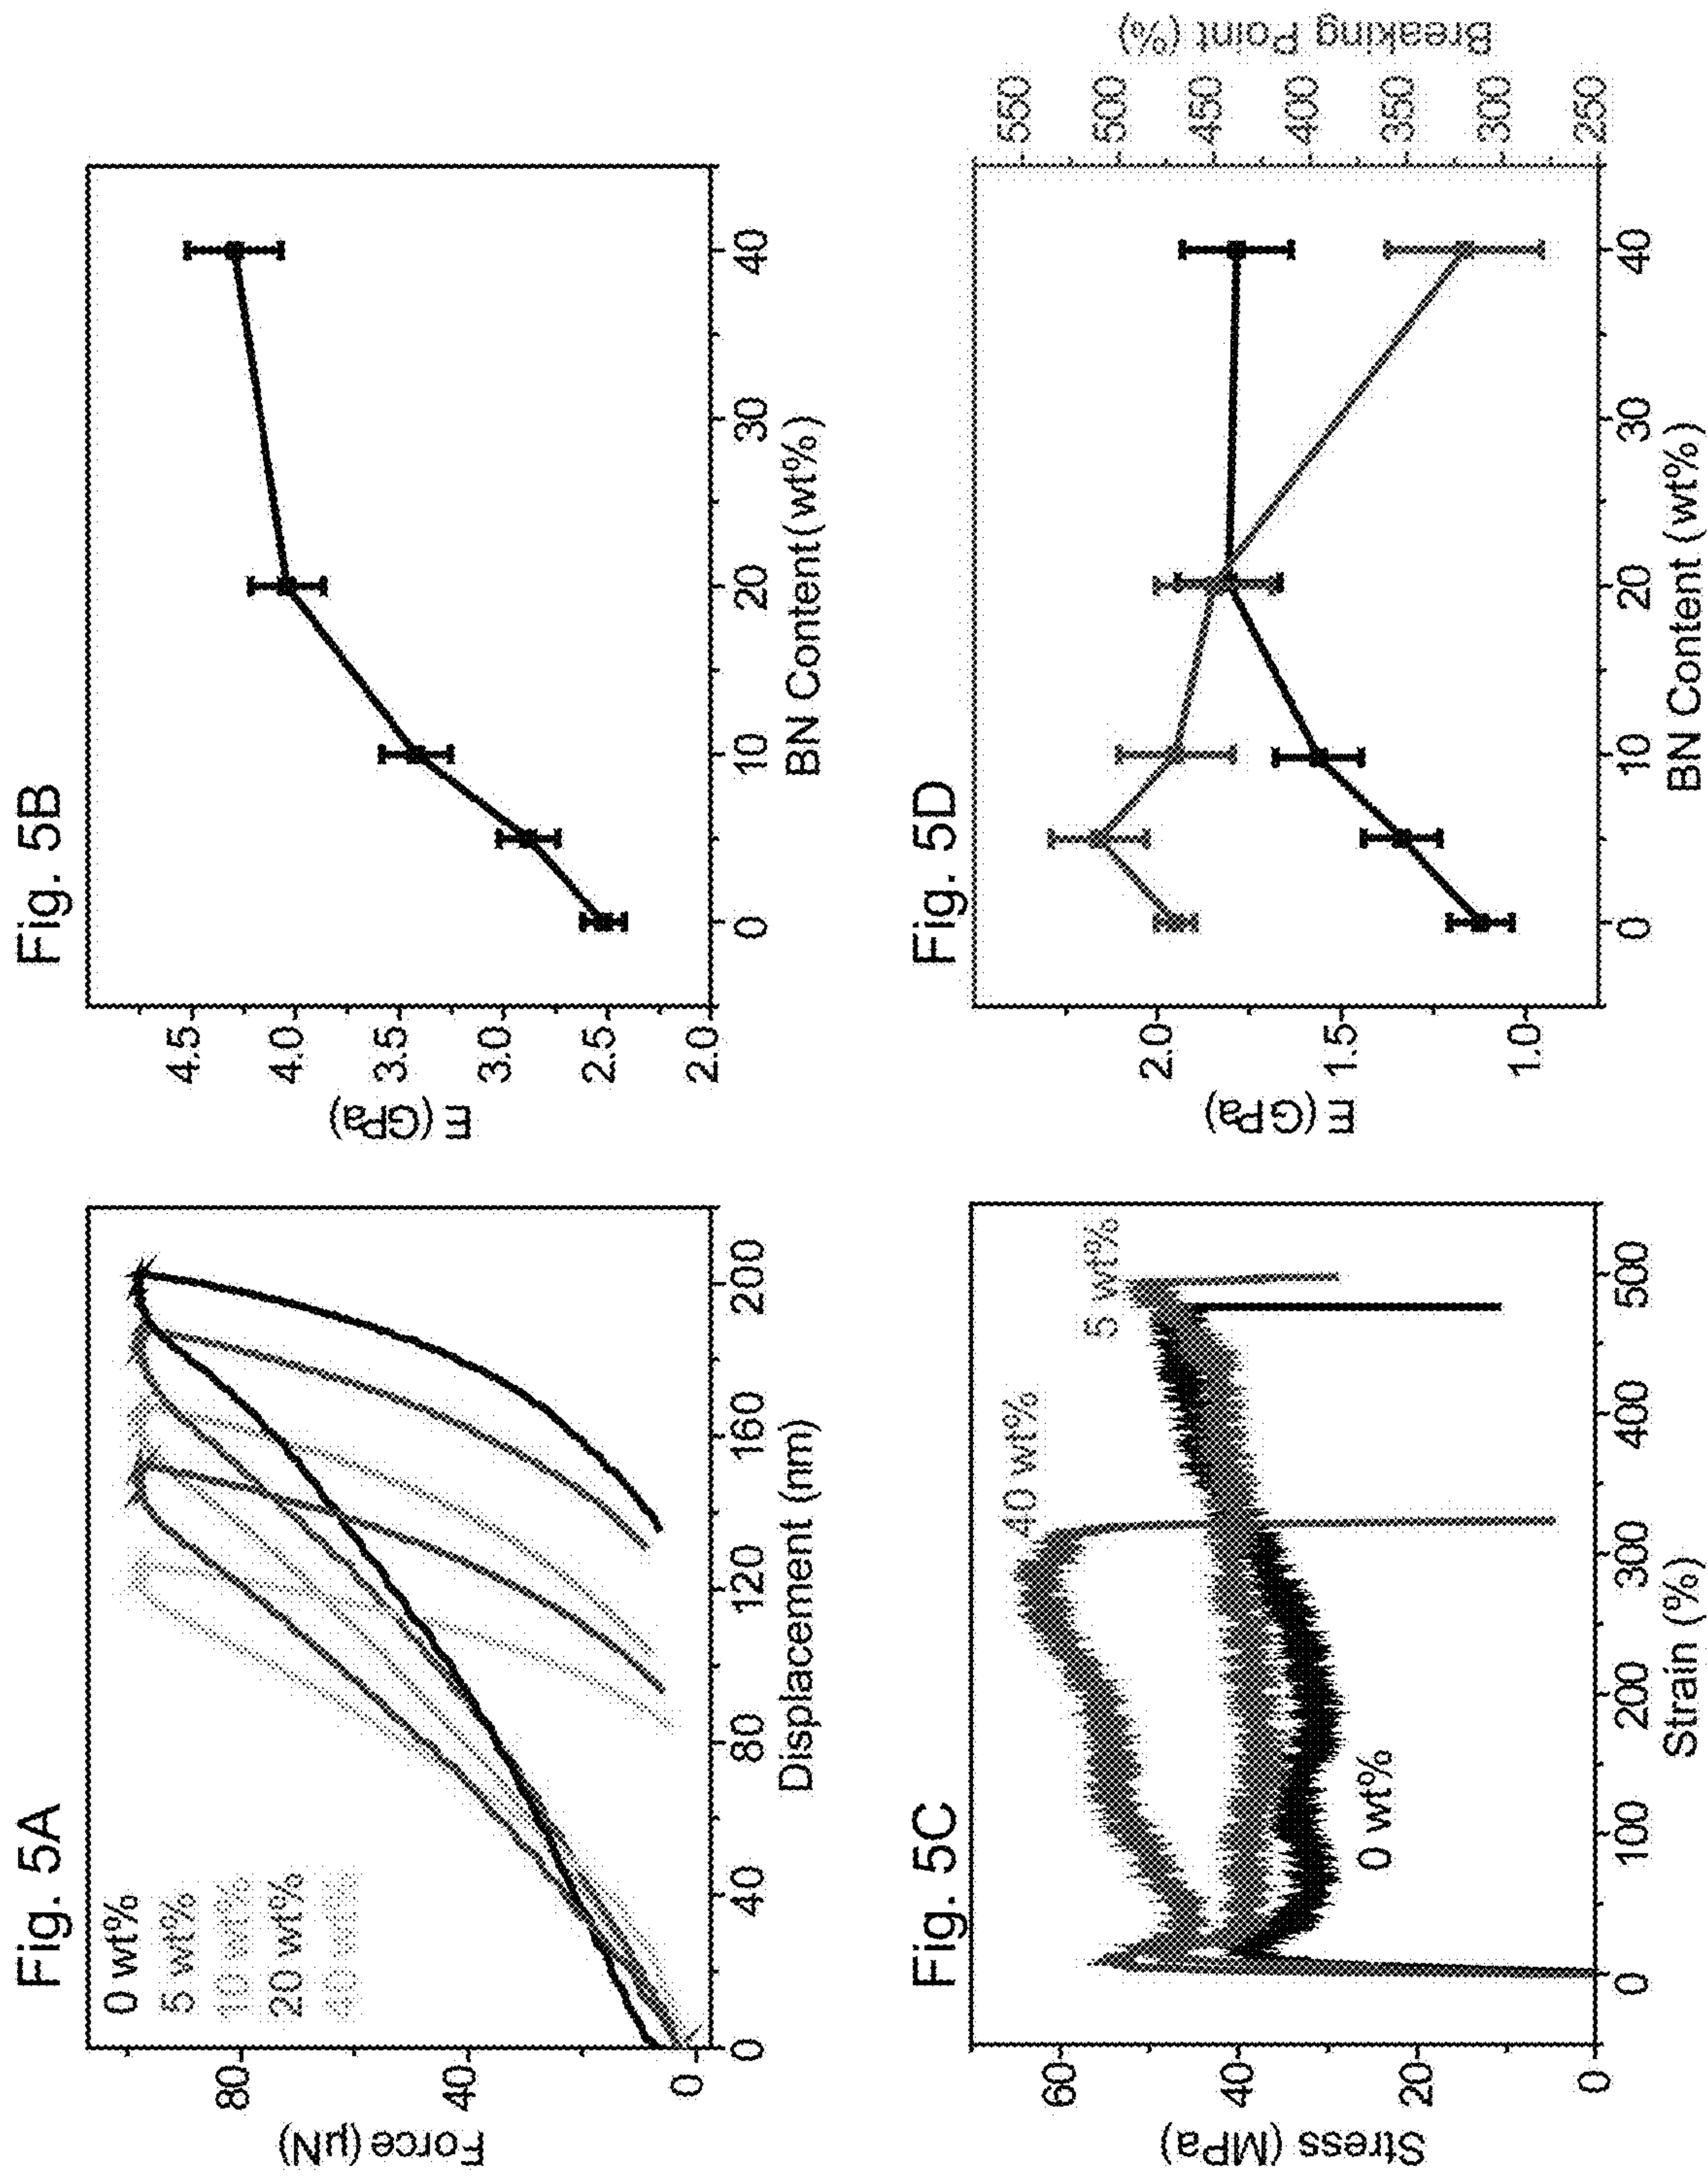 Fig. 5A
0 wt%
5 wt%
10 wt%
20 wt%
40 wt%
Force (µN)
80
40
0
0
40
80
120
160
200
Displacement (nm)
Fig. 5B
E (GPa)
4.5
4.0
3.5
3.0
2.5
2.0
0
10
20
30
40
BN Content (wt%)
Fig. 5C
40 wt%
5 wt%
0 wt%
Stress (MPa)
60
40
20
0
0
100
200
300
400
500
Strain (%)
Fig. 5D
E (GPa)
2.0
1.5
1.0
0
10
20
30
40
BN Content (wt%)
550
500
450
400
350
300
250
Breaking Point (%)